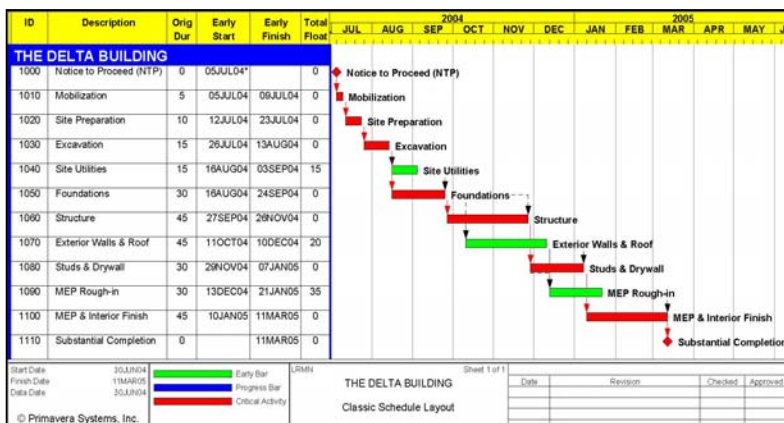 ID Description Orig Dur Early Start Early Finish Total Float 2004 2005
JUL AUG SEP OCT NOV DEC JAN FEB MAR APR MAY
THE DELTA BUILDING
1000 Notice to Proceed (NTP) 0 05JUL04* 0 Notice to Proceed (NTP)
1010 Mobilization 5 05JUL04 09JUL04 0 Mobilization
1020 Site Preparation 10 12JUL04 23JUL04 0 Site Preparation
1030 Excavation 15 26JUL04 13AUG04 0 Excavation
1040 Site Utilities 15 16AUG04 03SEP04 15 Site Utilities
1050 Foundations 30 16AUG04 24SEP04 0 Foundations
1060 Structure 45 27SEP04 26NOV04 0 Structure
1070 Exterior Walls & Roof 45 11OCT04 10DEC04 20 Exterior Walls & Roof
1080 Studs & Drywall 30 29NOV04 07JAN05 0 Studs & Drywall
1090 MEP Rough-in 30 13DEC04 21JAN05 35 MEP Rough-in
1100 MEP & Interior Finish 45 10JAN05 11MAR05 0 MEP & Interior Finish
1110 Substantial Completion 0 11MAR05 0 Substantial Completion
Start Date 30JUN04
Finish Date 11MAR05
Data Date 30JUN04
© Primavera Systems, Inc.
Early Bar
Progress Bar
Critical Activity
LRMN
Sheet 1 of 1
THE DELTA BUILDING
Classic Schedule Layout
Date Revision Checked Approved